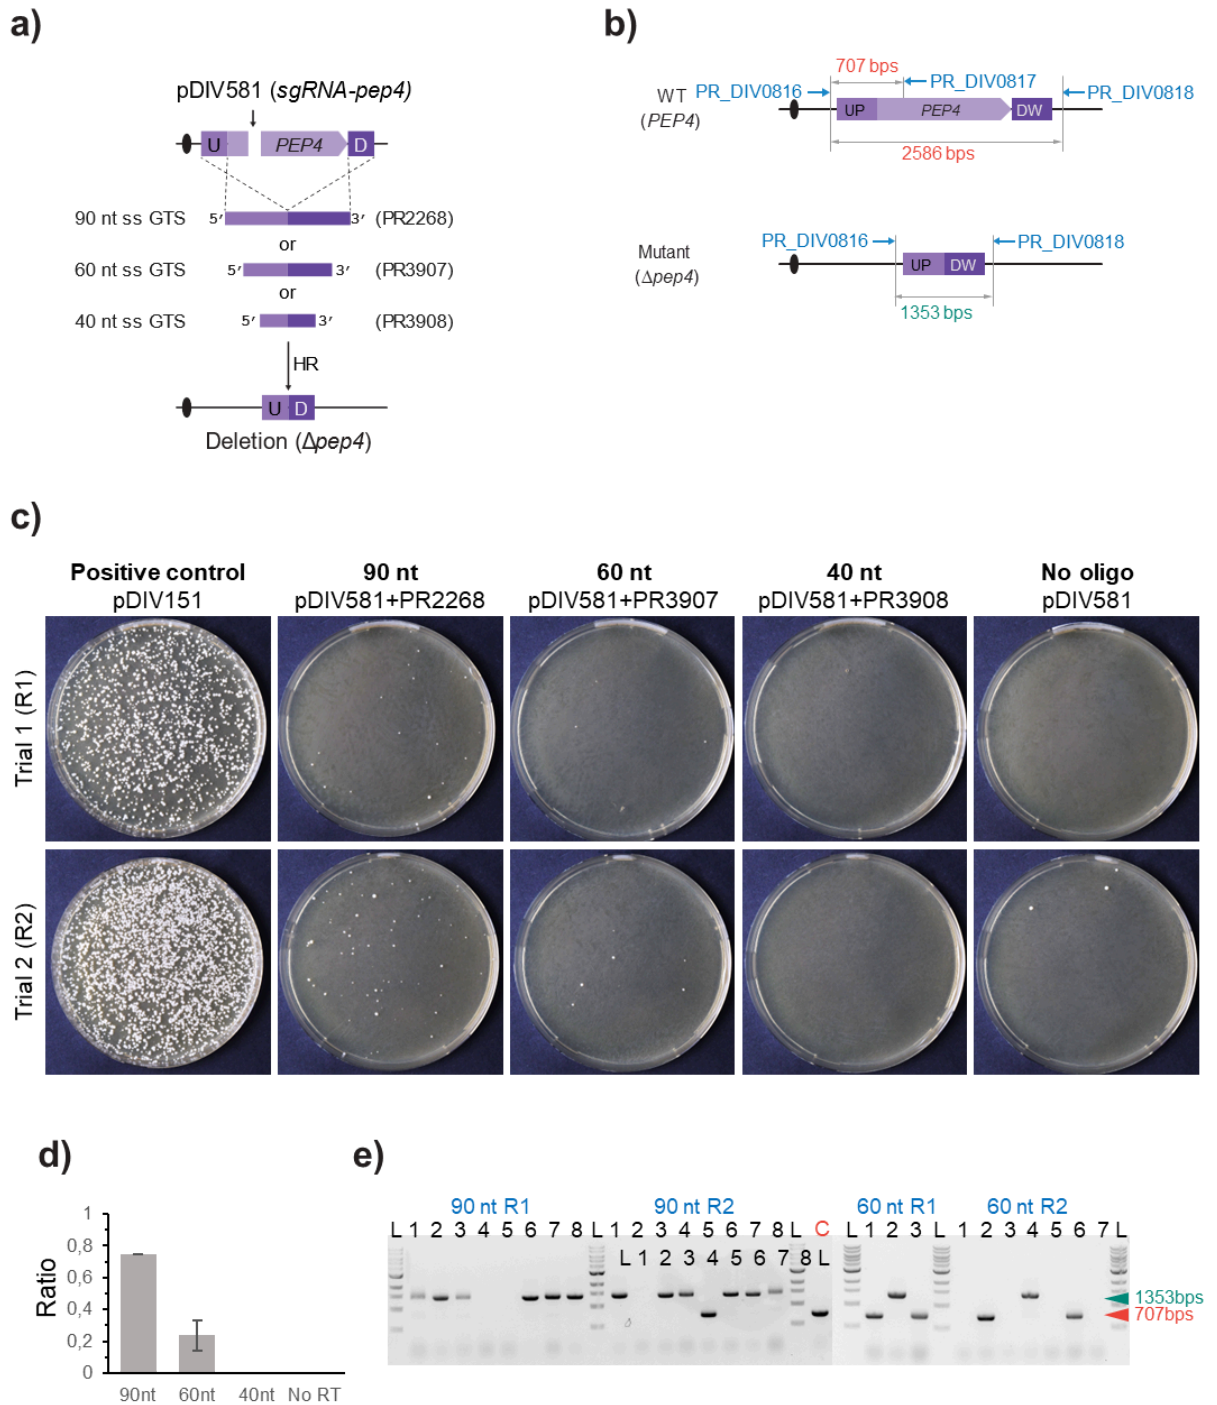 a)
pDIV581 (sgRNA-pep4)
U PEP4 D
90 nt ss GTS 5′ 3′ (PR2268)
or
60 nt ss GTS 5′ 3′ (PR3907)
or
40 nt ss GTS 5′ 3′ (PR3908)
HR
U D
Deletion (Δpep4)
b)
707 bps
WT
(PEP4)
PR_DIV0816
PR_DIV0817
PR_DIV0818
UP PEP4 DW
2586 bps
Mutant
(Δpep4)
PR_DIV0816
PR_DIV0818
UP DW
1353 bps
c)
Positive control 90 nt 60 nt 40 nt No oligo
pDIV151 pDIV581+PR2268 pDIV581+PR3907 pDIV581+PR3908 pDIV581
Trial 1 (R1)
Trial 2 (R2)
d)
Ratio
1
0,8
0,6
0,4
0,2
0
90nt 60nt 40nt No RT
e)
90 nt R1 90 nt R2 60 nt R1 60 nt R2
L 1 2 3 4 5 6 7 8 L 1 2 3 4 5 6 7 8 L C L 1 2 3 L 1 2 3 4 5 6 7 L
L 1 2 3 4 5 6 7 8 L
1353bps
707bps